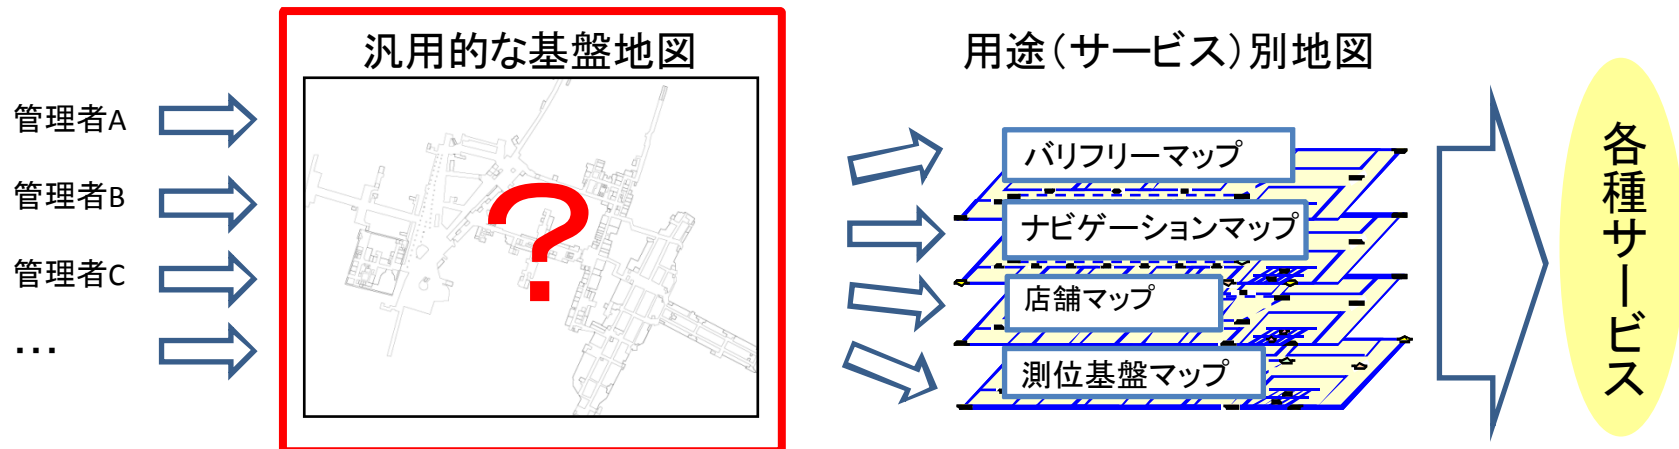 汎用的な基盤地図
管理者A
管理者B
管理者C
…
?
用途(サービス)別地図
バリフリーマップ
ナビゲーションマップ
店舗マップ
測位基盤マップ
各種サービス